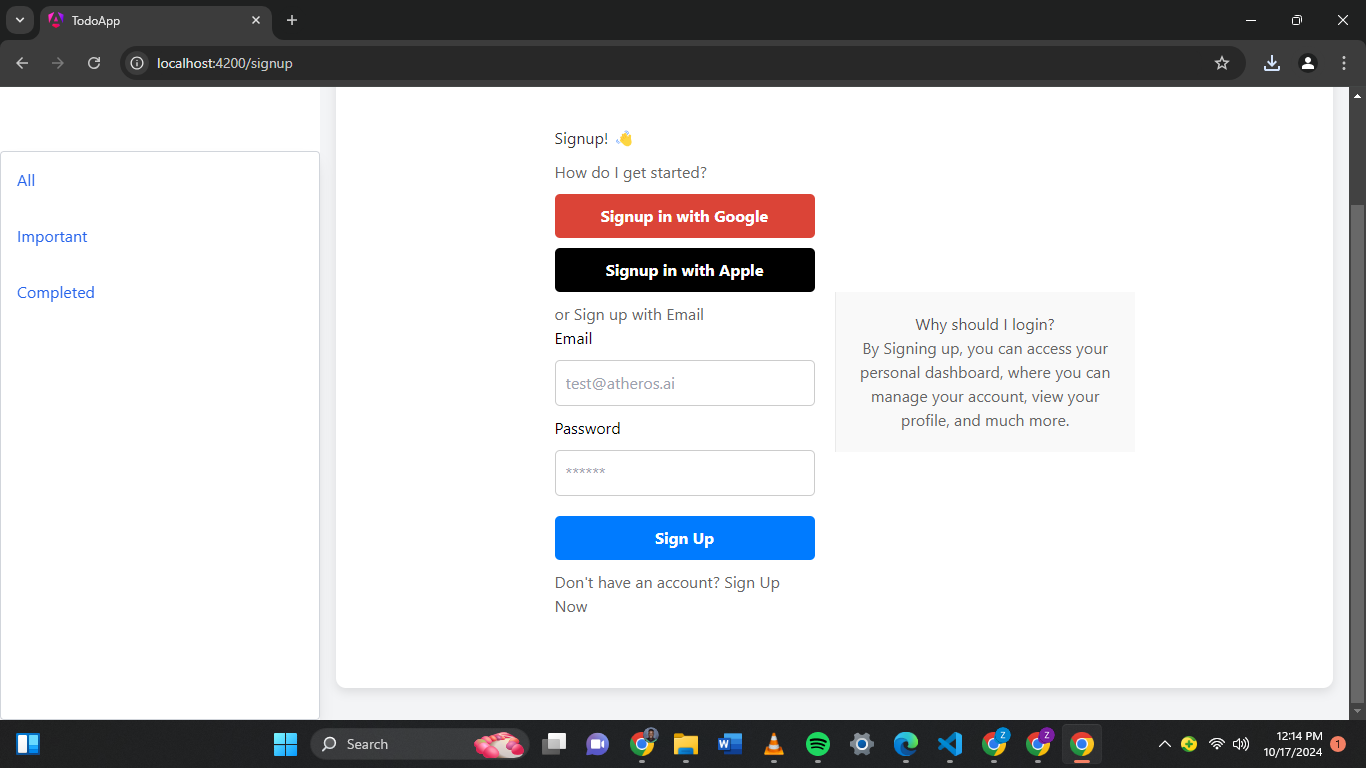 TodoApp
localhost:4200/signup
All
Important
Completed
Signup! 👋
How do I get started?
Signup in with Google
Signup in with Apple
or Sign up with Email
Email
test@atheros.ai
Password
******
Sign Up
Don't have an account? Sign Up
Now
Why should I login?
By Signing up, you can access your
personal dashboard, where you can
manage your account, view your
profile, and much more.
Search
Z
Z
12:14 PM
10/17/2024
1